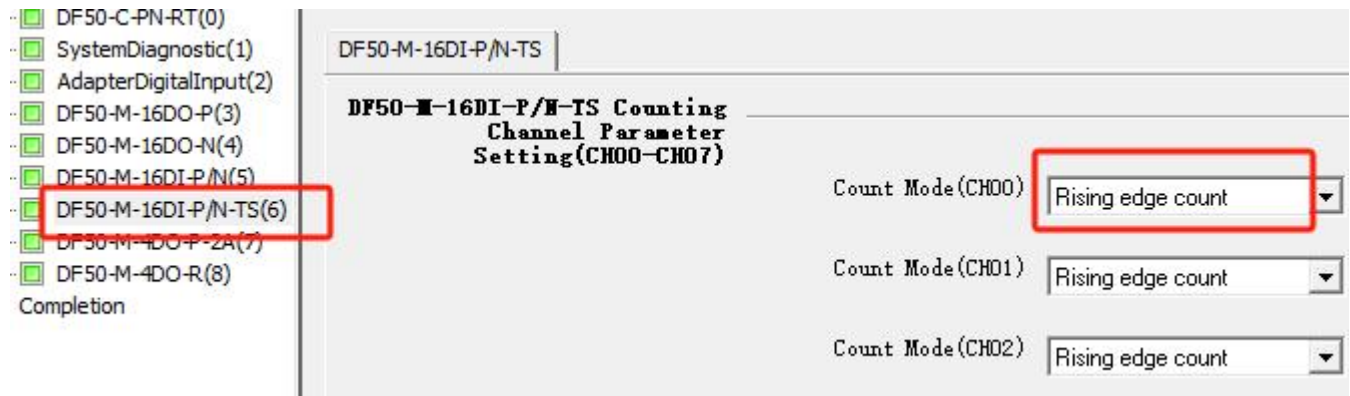 DF50-C-PN-RT(0)
SystemDiagnostic(1)
AdapterDigitalInput(2)
DF50-M-16DO-P(3)
DF50-M-16DO-N(4)
DF50-M-16DI-P/N(5)
DF50-M-16DI-P/N-TS(6)
DF50-M-4DO-P-2A(7)
DF50-M-4DO-R(8)
Completion
DF50-M-16DI-P/N-TS
DF50-M-16DI-P/N-TS Counting
Channel Parameter
Setting(CH00-CH07)
Count Mode(CH00) Rising edge count
Count Mode(CH01) Rising edge count
Count Mode(CH02) Rising edge count